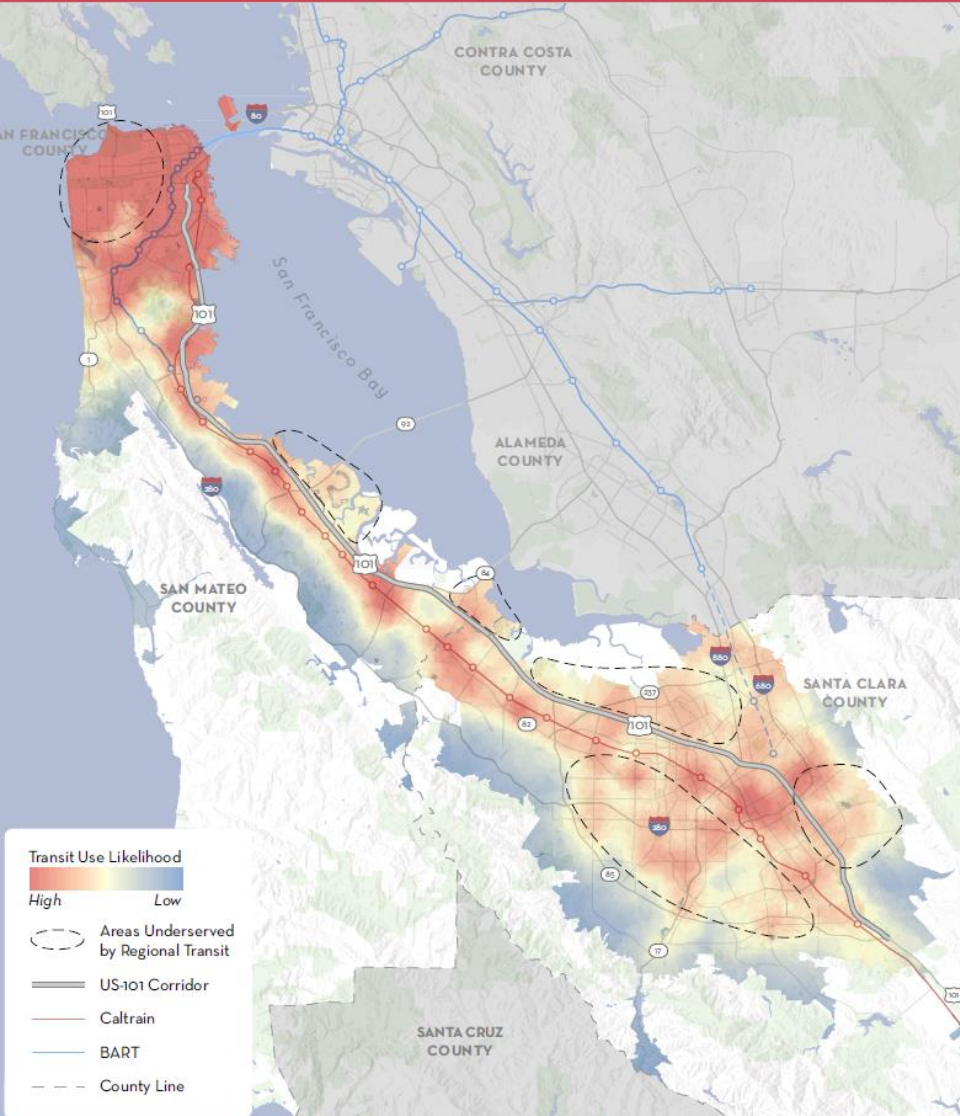 CONTRA COSTA
COUNTY
101
80
AN FRANCISCO
COUNTY
San Francisco Bay
101
1
92
ALAMEDA
COUNTY
280
101
84
SAN MATEO
COUNTY
880
680
SANTA CLARA
COUNTY
237
82
101
280
85
17
101
SANTA CRUZ
COUNTY
Transit Use Likelihood
High Low
Areas Underserved
by Regional Transit
US-101 Corridor
Caltrain
BART
County Line